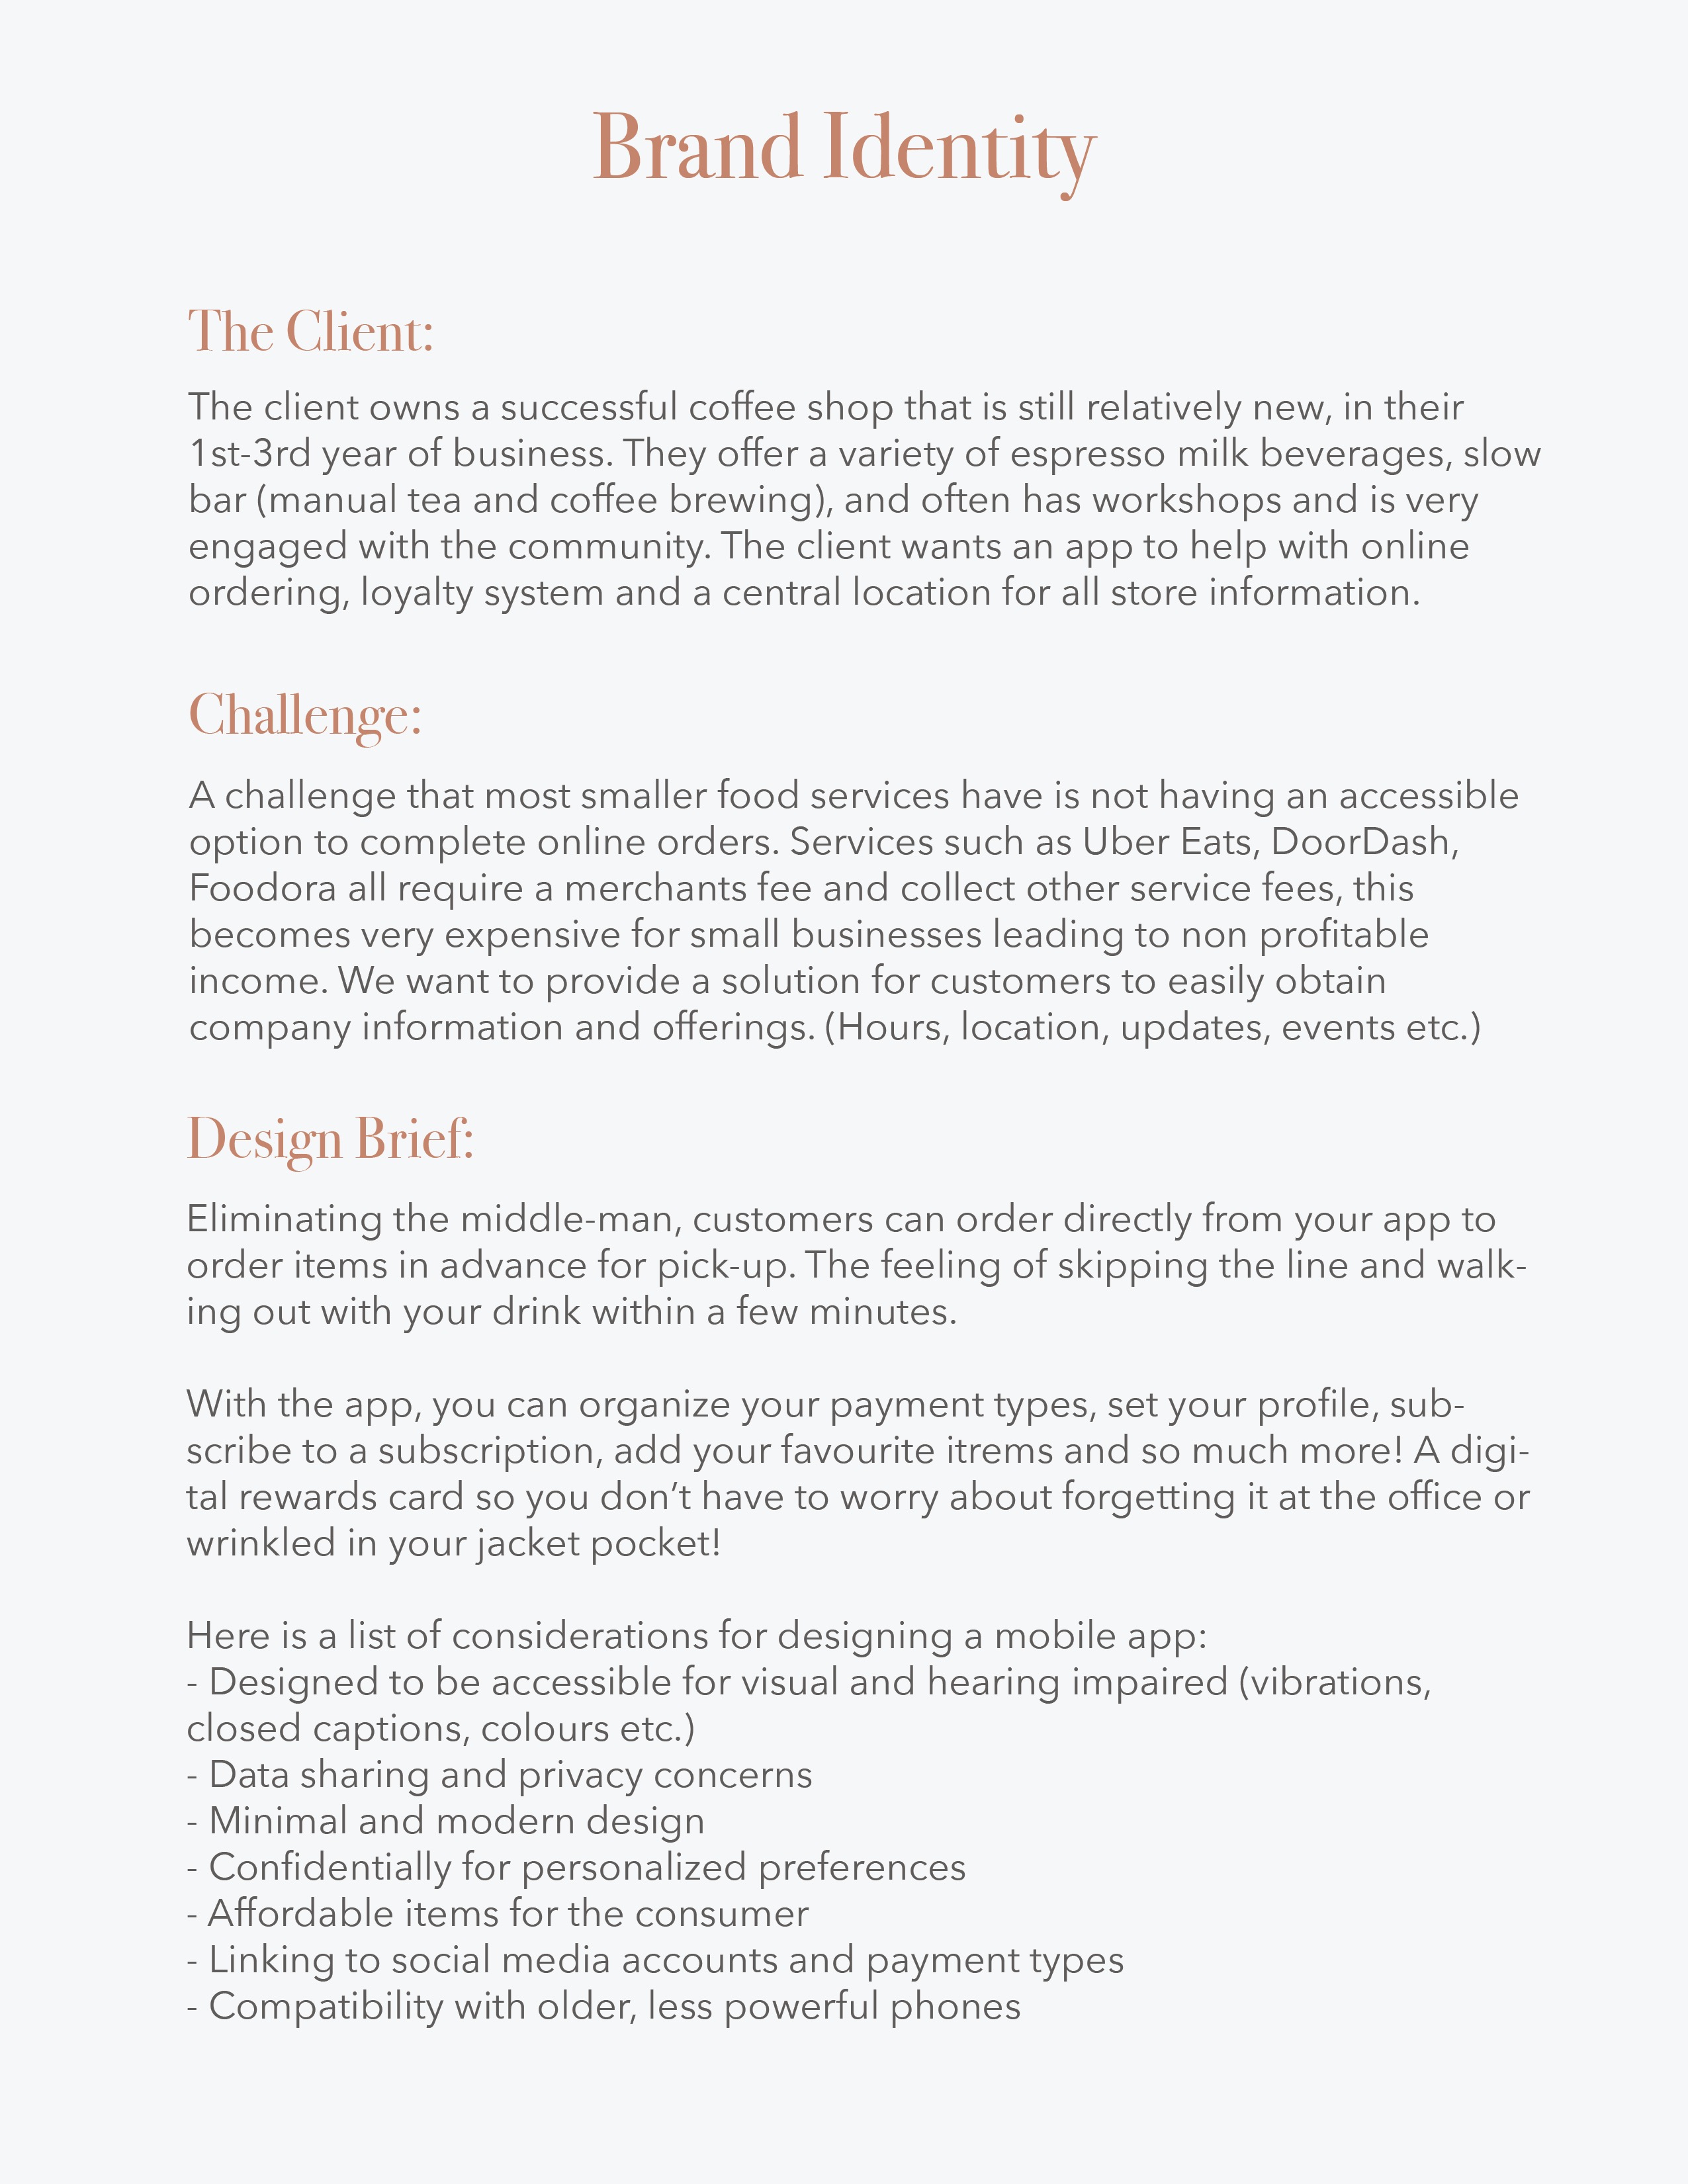 Brand Identity
The Client:
The client owns a successful coffee shop that is still relatively new, in their
1st-3rd year of business. They offer a variety of espresso milk beverages, slow
bar (manual tea and coffee brewing), and often has workshops and is very
engaged with the community. The client wants an app to help with online
ordering, loyalty system and a central location for all store information.
Challenge:
A challenge that most smaller food services have is not having an accessible
option to complete online orders. Services such as Uber Eats, DoorDash,
Foodora all require a merchants fee and collect other service fees, this
becomes very expensive for small businesses leading to non profitable
income. We want to provide a solution for customers to easily obtain
company information and offerings. (Hours, location, updates, events etc.)
Design Brief:
Eliminating the middle-man, customers can order directly from your app to
order items in advance for pick-up. The feeling of skipping the line and walk-
ing out with your drink within a few minutes.
With the app, you can organize your payment types, set your profile, sub-
scribe to a subscription, add your favourite itrems and so much more! A digi-
tal rewards card so you don’t have to worry about forgetting it at the office or
wrinkled in your jacket pocket!
Here is a list of considerations for designing a mobile app:
- Designed to be accessible for visual and hearing impaired (vibrations,
closed captions, colours etc.)
- Data sharing and privacy concerns
- Minimal and modern design
- Confidentially for personalized preferences
- Affordable items for the consumer
- Linking to social media accounts and payment types
- Compatibility with older, less powerful phones